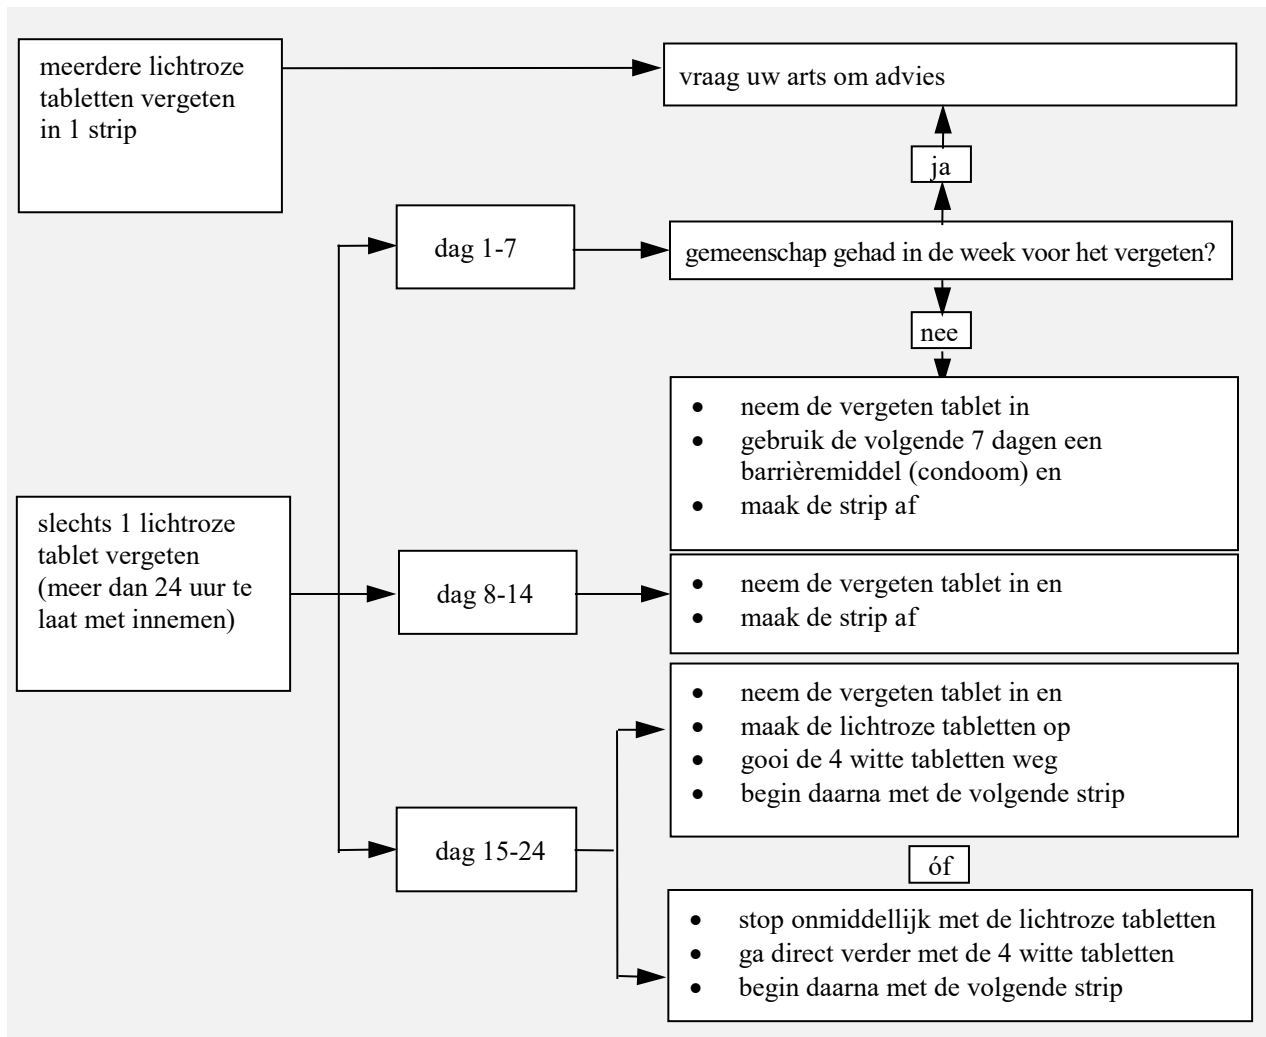 meerdere lichtroze
tabletten vergeten
in 1 strip
vraag uw arts om advies
ja
dag 1-7
gemeenschap gehad in de week voor het vergeten?
nee
• neem de vergeten tablet in
• gebruik de volgende 7 dagen een
barrièremiddel (condoom) en
• maak de strip af
slechts 1 lichtroze
tablet vergeten
(meer dan 24 uur te
laat met innemen)
dag 8-14
• neem de vergeten tablet in en
• maak de strip af
dag 15-24
• neem de vergeten tablet in en
• maak de lichtroze tabletten op
• gooi de 4 witte tabletten weg
• begin daarna met de volgende strip
óf
• stop onmiddellijk met de lichtroze tabletten
• ga direct verder met de 4 witte tabletten
• begin daarna met de volgende strip